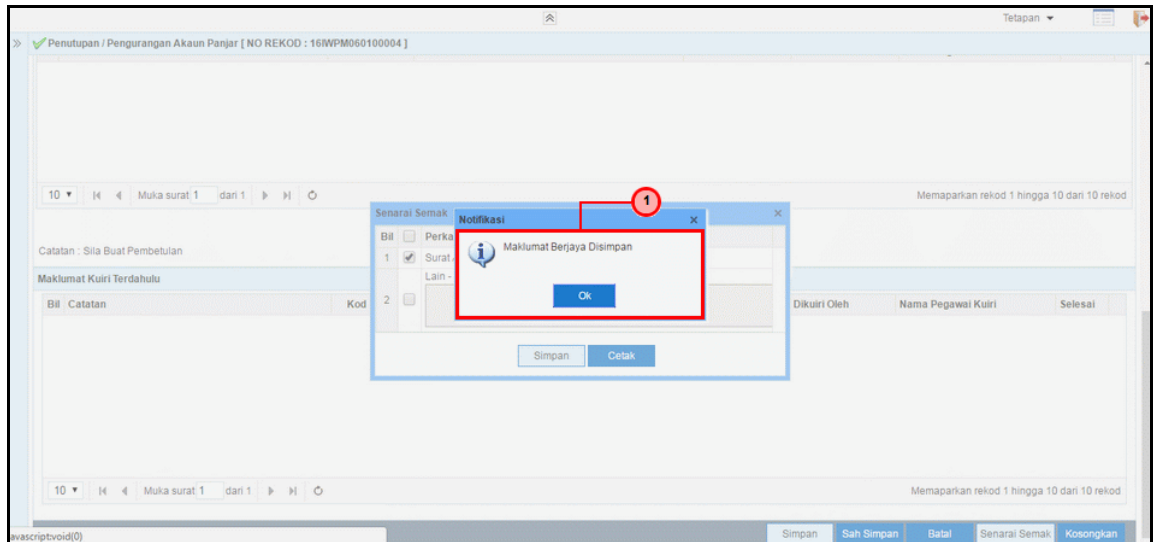 Tetapan
Penutupan / Pengurangan Akaun Panjar [ NO REKOD : 16IWPM060100004 ]
10 Muka surat 1 dari 1 Memaparkan rekod 1 hingga 10 dari 10 rekod
1
Senarai Semak
Notifikasi
Bil Perka
Maklumat Berjaya Disimpan
1 Surat
Lain -
2
Ok
Simpan Cetak
Catatan : Sila Buat Pembetulan
Maklumat Kuiri Terdahulu
Bil Catatan Kod Dikuiri Oleh Nama Pegawai Kuiri Selesai
10 Muka surat 1 dari 1 Memaparkan rekod 1 hingga 10 dari 10 rekod
avascript:void(0)
Simpan Sah Simpan Batal Senarai Semak Kosongkan